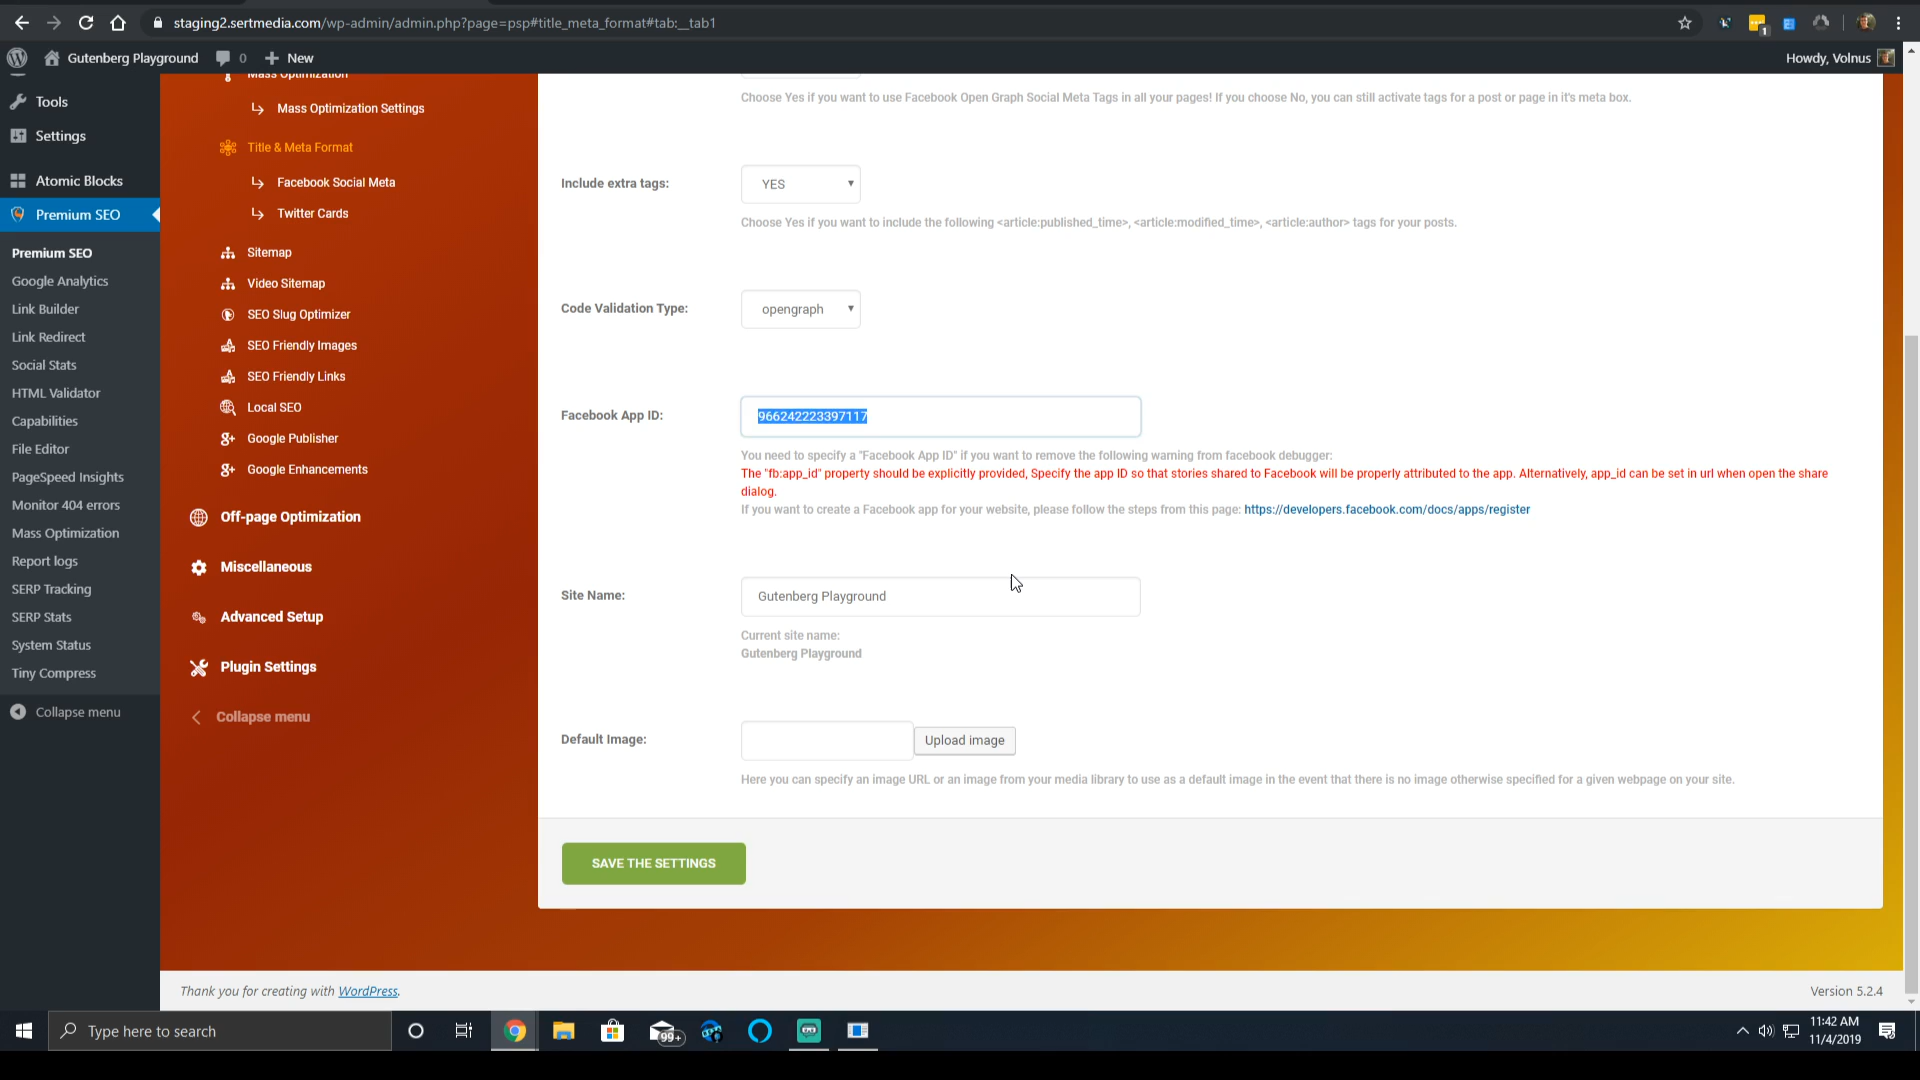 staging2.sertmedia.com/wp-admin/admin.php?page=psp#title_meta_format#tab:__tab1
1
Gutenberg Playground
0
New
Howdy, Volnus
Tools
Settings
Atomic Blocks
Premium SEO
Premium SEO
Google Analytics
Link Builder
Link Redirect
Social Stats
HTML Validator
Capabilities
File Editor
PageSpeed Insights
Monitor 404 errors
Mass Optimization
Report logs
SERP Tracking
SERP Stats
System Status
Tiny Compress
Collapse menu
Mass Optimization
Mass Optimization Settings
Title & Meta Format
Facebook Social Meta
Twitter Cards
Sitemap
Video Sitemap
SEO Slug Optimizer
SEO Friendly Images
SEO Friendly Links
Local SEO
Google Publisher
Google Enhancements
Off-page Optimization
Miscellaneous
Advanced Setup
Plugin Settings
Collapse menu
Choose Yes if you want to use Facebook Open Graph Social Meta Tags in all your pages! If you choose No, you can still activate tags for a post or page in it's meta box.
Include extra tags:
YES
Choose Yes if you want to include the following <article:published_time>, <article:modified_time>, <article:author> tags for your posts.
Code Validation Type:
opengraph
Facebook App ID:
966242223397117
You need to specify a "Facebook App ID" if you want to remove the following warning from facebook debugger:
The "fb:app_id" property should be explicitly provided, Specify the app ID so that stories shared to Facebook will be properly attributed to the app. Alternatively, app_id can be set in url when open the share
dialog.
If you want to create a Facebook app for your website, please follow the steps from this page: https://developers.facebook.com/docs/apps/register
Site Name:
Gutenberg Playground
Current site name:
Gutenberg Playground
Default Image:
Upload image
Here you can specify an image URL or an image from your media library to use as a default image in the event that there is no image otherwise specified for a given webpage on your site.
SAVE THE SETTINGS
Thank you for creating with WordPress.
Version 5.2.4
Type here to search
99+
11:42 AM
11/4/2019